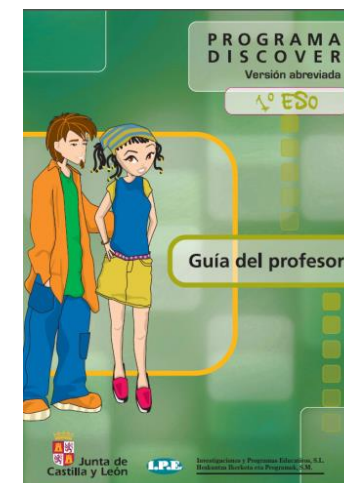 PROGRAMA
DISCOVER
Versión abreviada
1º ESO
Guía del profesor
Junta de
Castilla y León
I.P.E.
Investigaciones y Programas Educativos, S.L.
Heskuntza Ikerketa eta Programak, S.M.